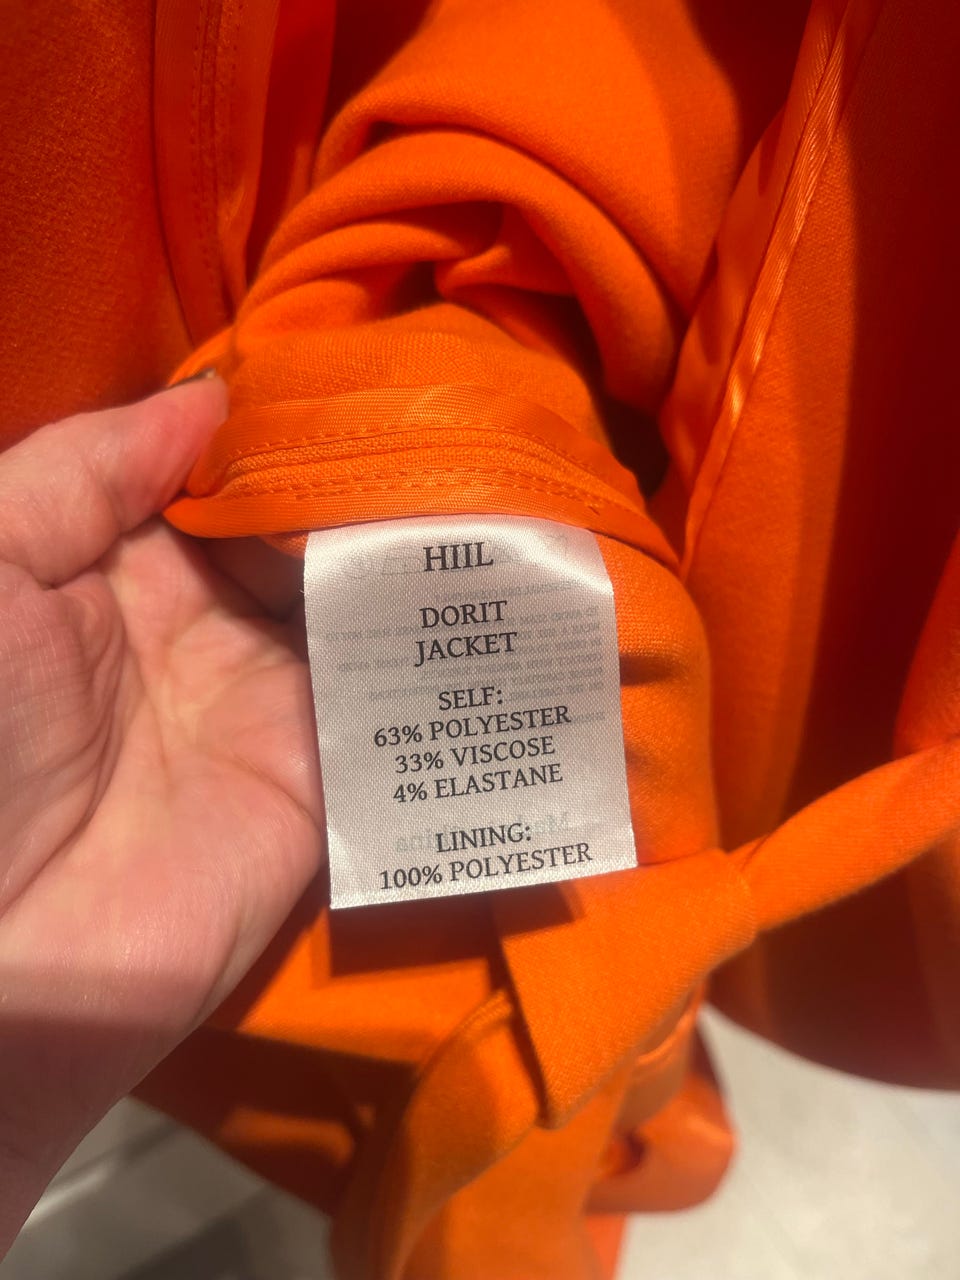 HIIL
DORIT
JACKET
SELF:
63% POLYESTER
33% VISCOSE
4% ELASTANE
LINING:
100% POLYESTER